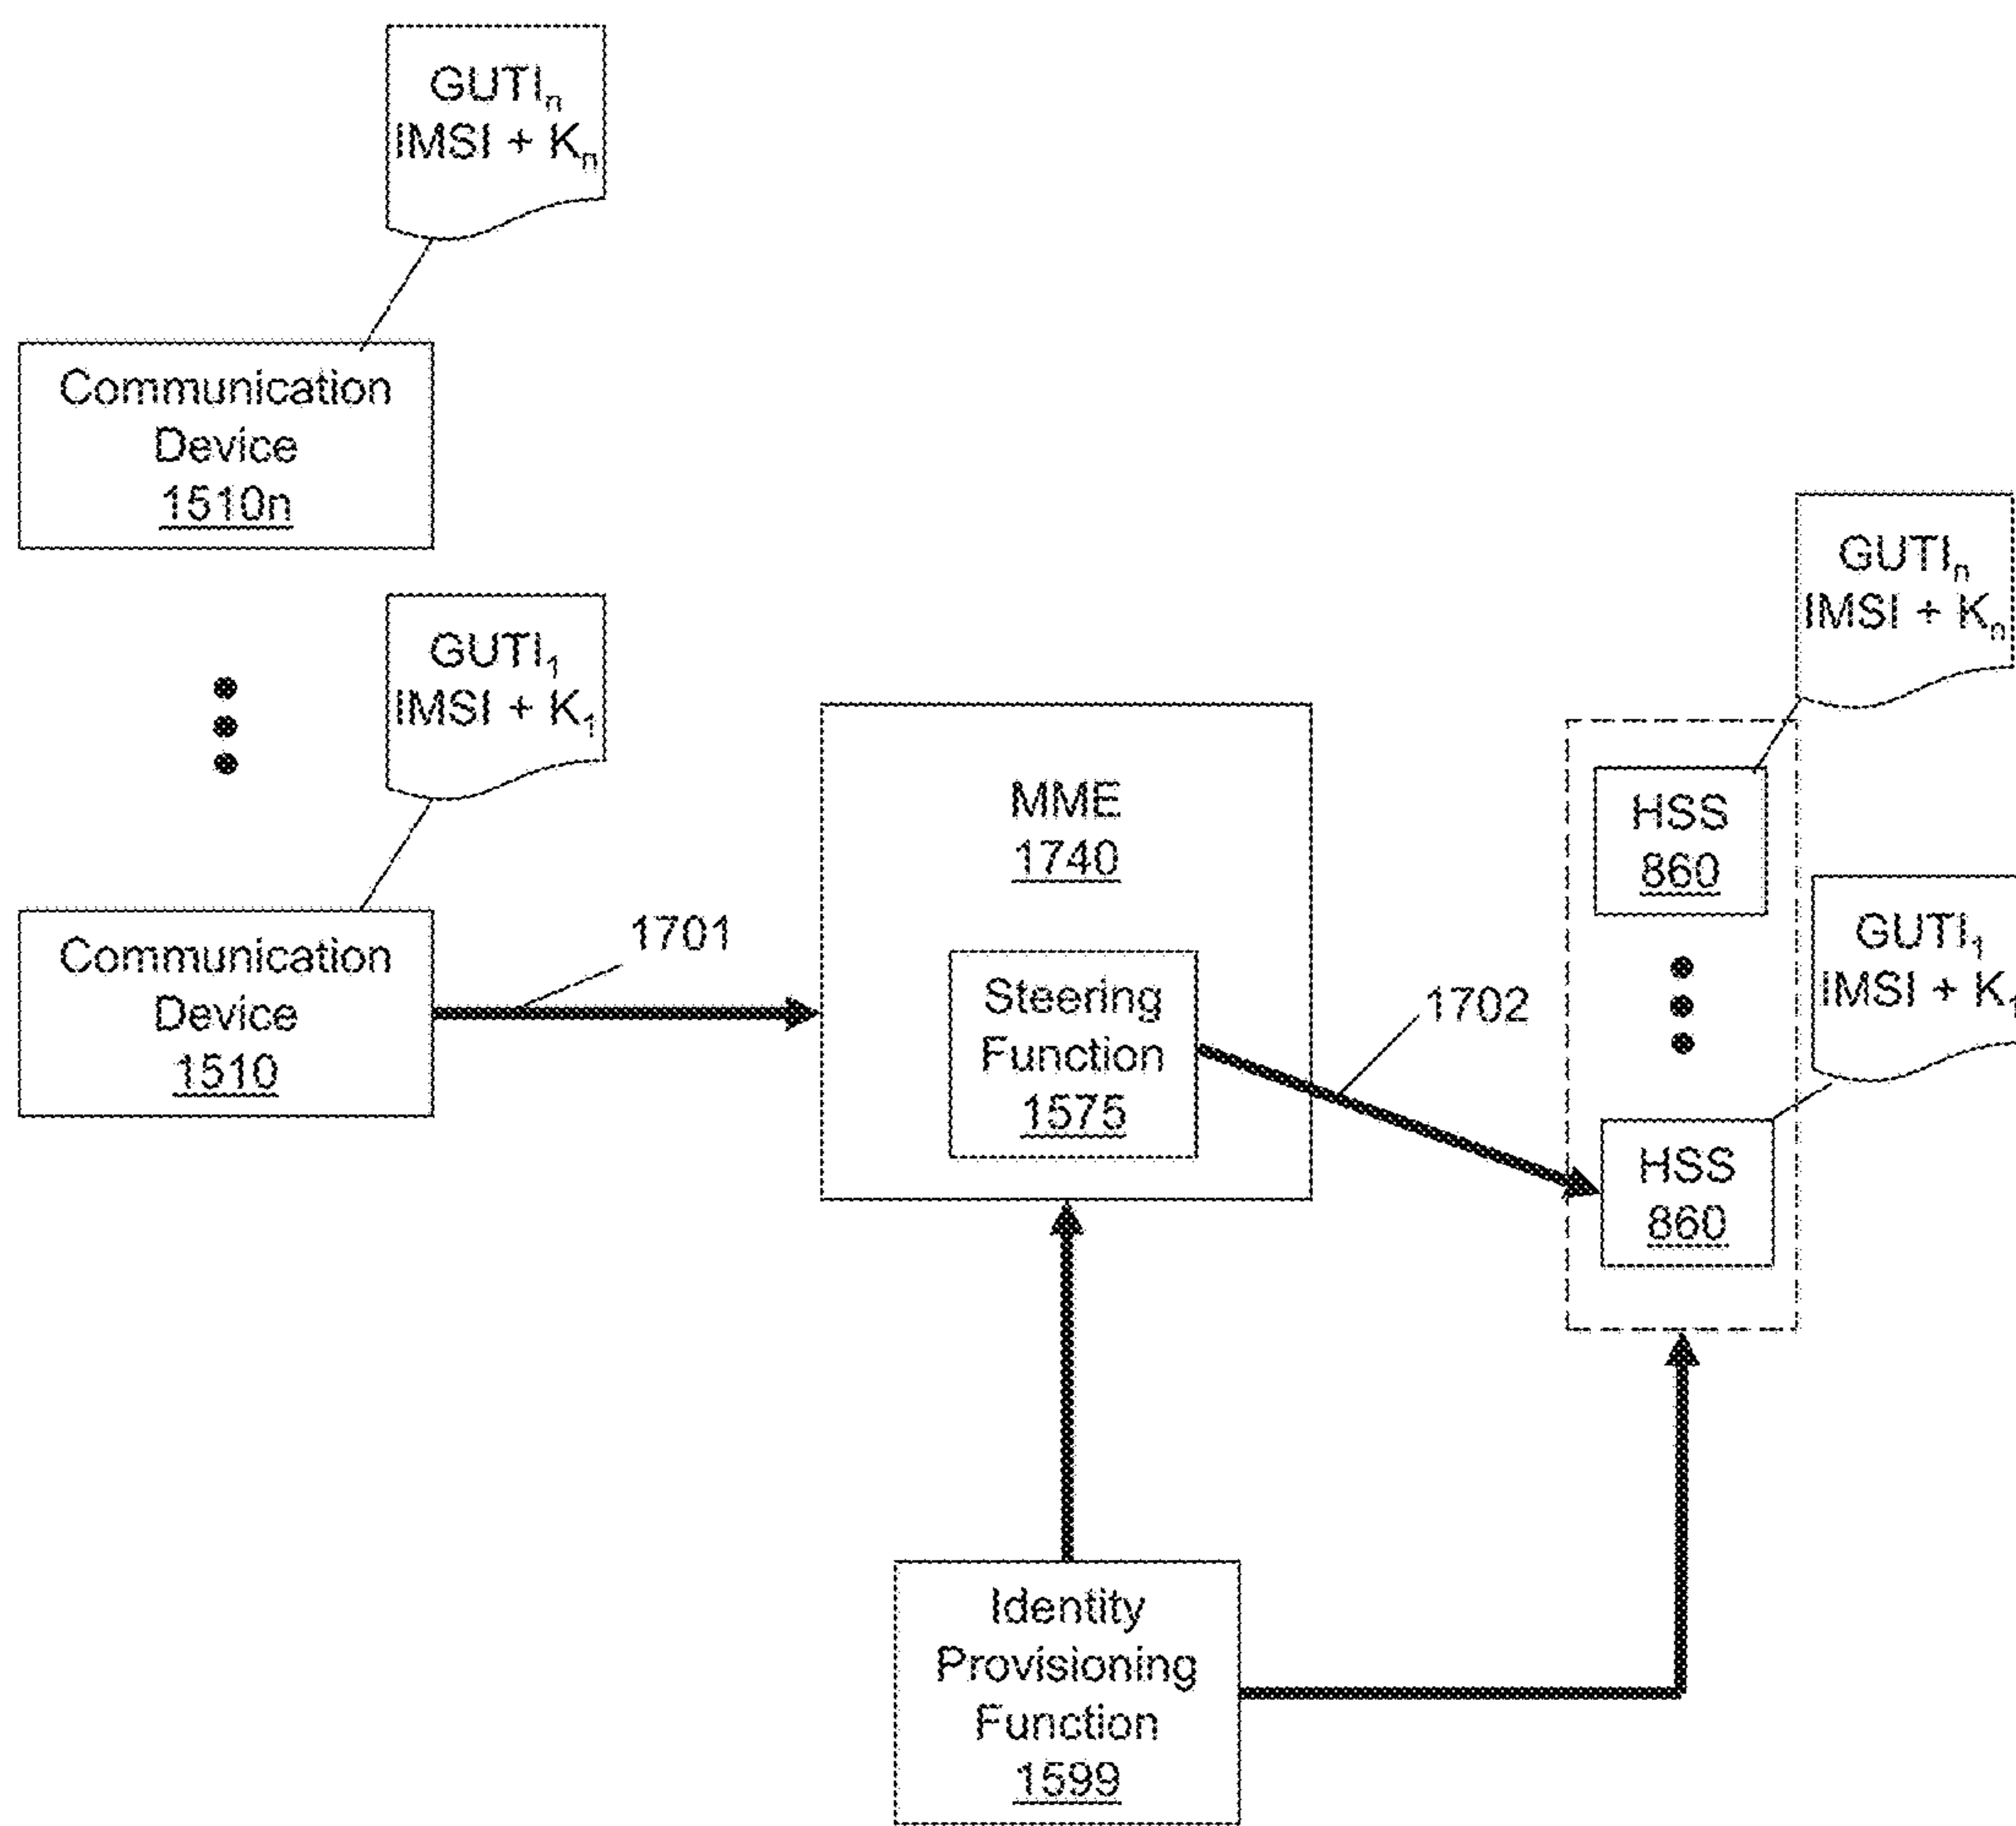 GUTIₙ
IMSI + Kₙ
Communication
Device
1510n
GUTIₙ
IMSI + Kₙ
GUTI₁
IMSI + K₁
MME
1740
HSS
860
GUTI₁
IMSI + K₁
Communication
Device
1510
1701
Steering
Function
1575
1702
HSS
860
Identity
Provisioning
Function
1599